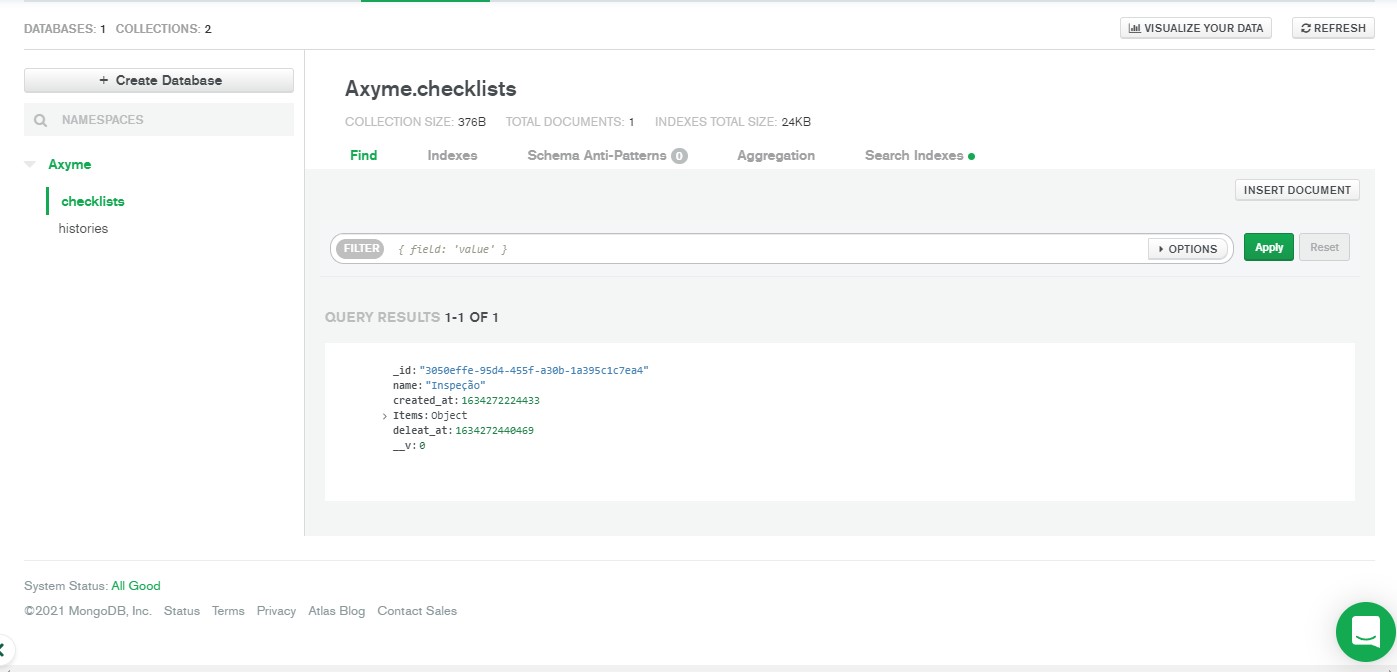 DATABASES: 1 COLLECTIONS: 2
VISUALIZE YOUR DATA
REFRESH
+ Create Database
NAMESPACES
Axyme
checklists
histories
Axyme.checklists
COLLECTION SIZE: 376B TOTAL DOCUMENTS: 1 INDEXES TOTAL SIZE: 24KB
Find Indexes Schema Anti-Patterns 0 Aggregation Search Indexes
INSERT DOCUMENT
FILTER { field: 'value' } OPTIONS Apply Reset
QUERY RESULTS 1-1 OF 1
_id: "3050effe-95d4-455f-a30b-1a395c1c7ea4"
name: "Inspeção"
created_at: 1634272224433
Items: Object
deleat_at: 1634272440469
__v: 0
System Status: All Good
©2021 MongoDB, Inc. Status Terms Privacy Atlas Blog Contact Sales